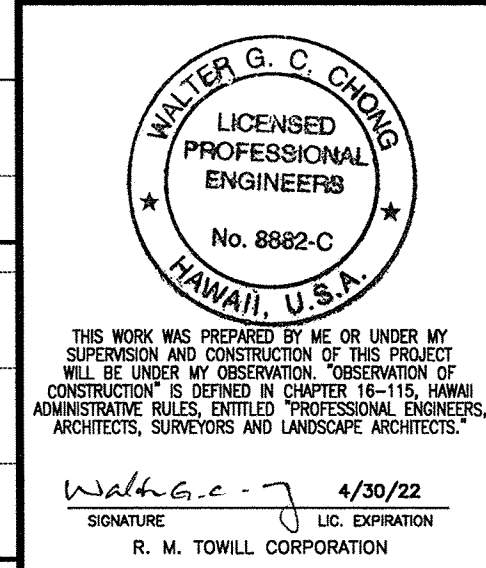 WALTER G. C. CHONG
LICENSED
PROFESSIONAL
ENGINEERS
No. 8882-C
HAWAII, U.S.A.
THIS WORK WAS PREPARED BY ME OR UNDER MY
SUPERVISION AND CONSTRUCTION OF THIS PROJECT
WILL BE UNDER MY OBSERVATION. "OBSERVATION OF
CONSTRUCTION" IS DEFINED IN CHAPTER 16-115, HAWAII
ADMINISTRATIVE RULES, ENTITLED "PROFESSIONAL ENGINEERS,
ARCHITECTS, SURVEYORS AND LANDSCAPE ARCHITECTS."
Walter G. C. 4/30/22
SIGNATURE LIC. EXPIRATION
R. M. TOWILL CORPORATION